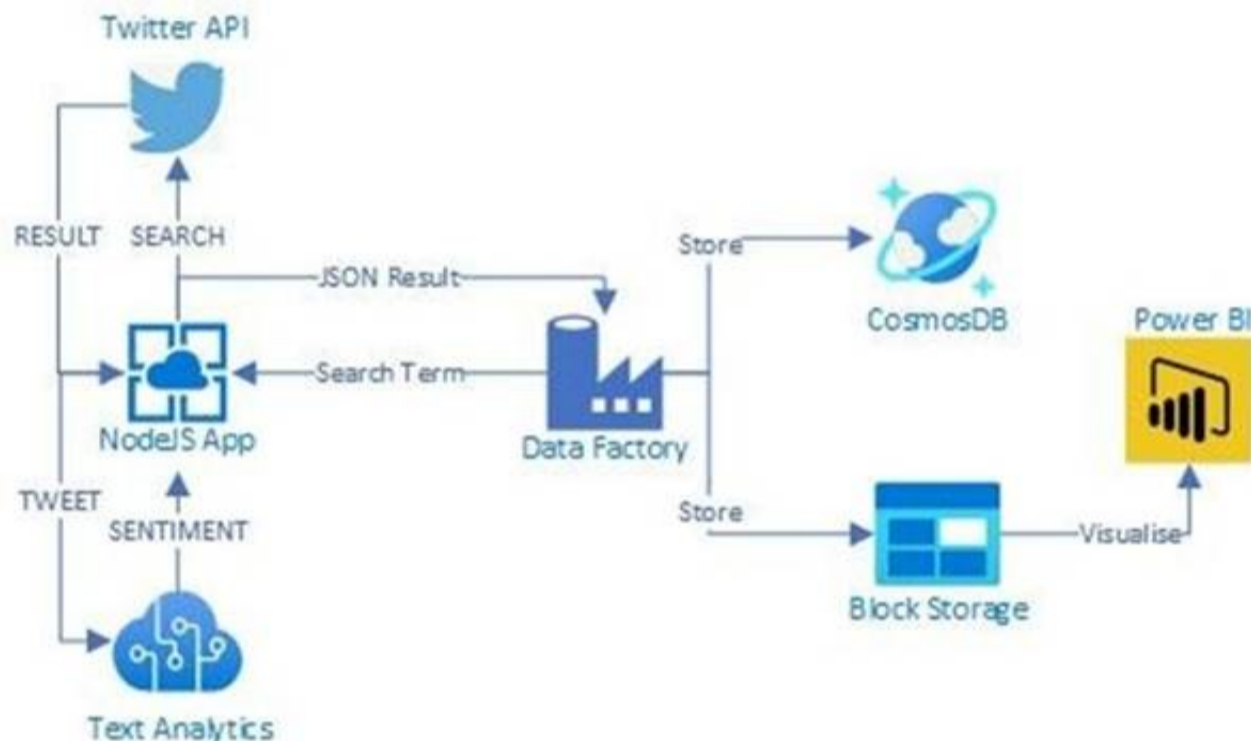 Twitter API
RESULT
SEARCH
JSON Result
Store
CosmosDB
Power BI
Search Term
NodeJS App
Data Factory
TWEET
SENTIMENT
Store
Visualise
Block Storage
Text Analytics